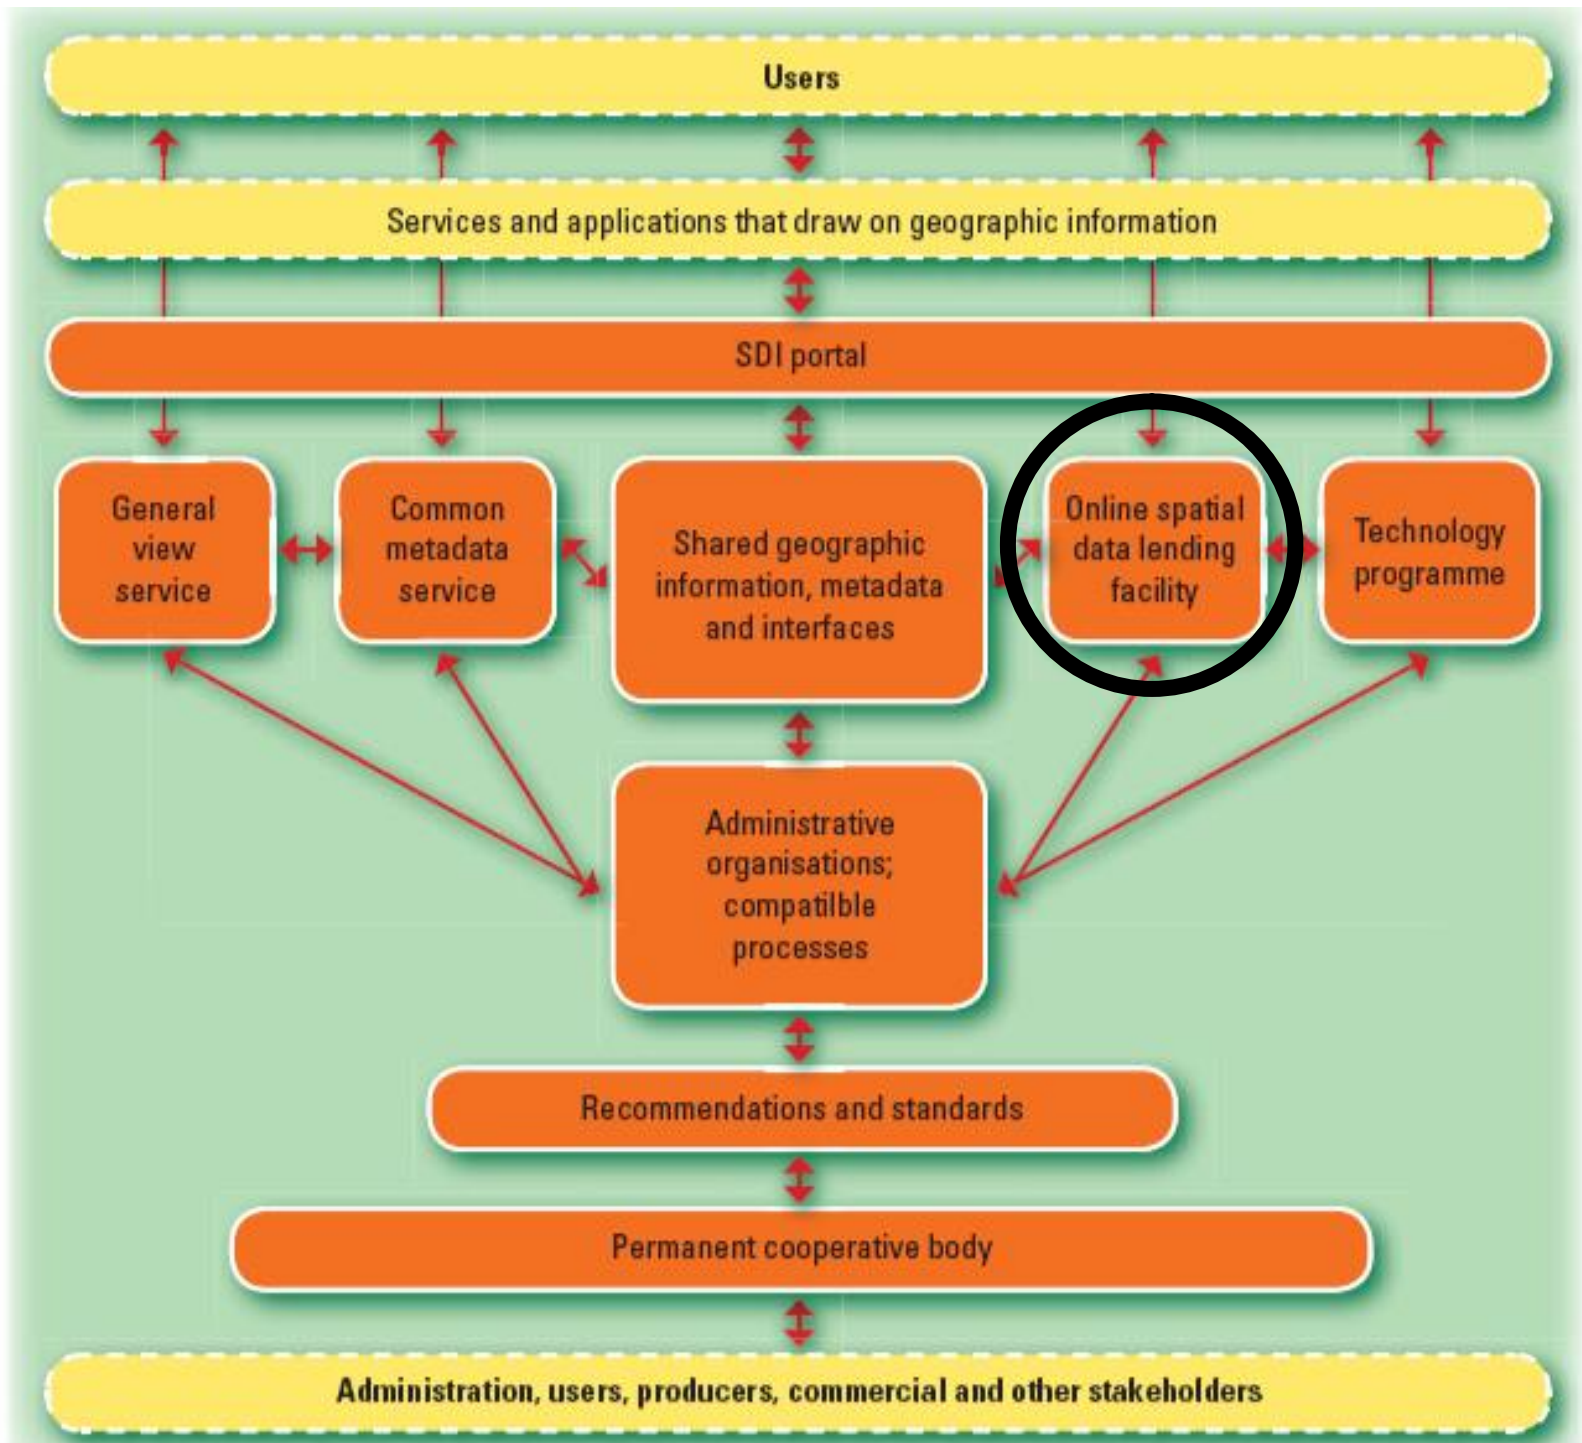 Users
Services and applications that draw on geographic information
SDI portal
General
view
service
Common
metadata
service
Shared geographic
information, metadata
and interfaces
Online spatial
data lending
facility
Technology
programme
Administrative
organisations;
compatilble
processes
Recommendations and standards
Permanent cooperative body
Administration, users, producers, commercial and other stakeholders